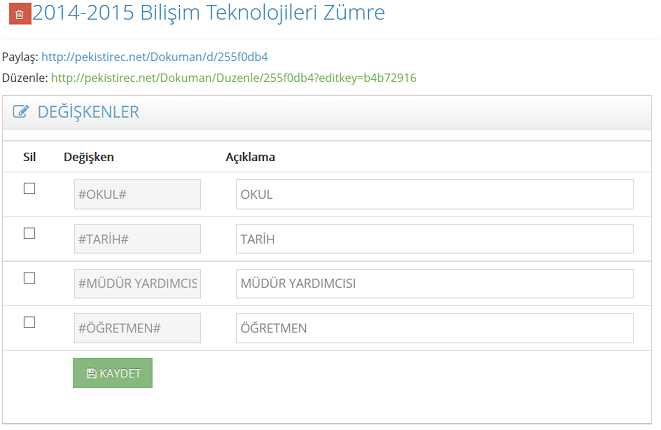 2014-2015 Bilişim Teknolojileri Zümre
Paylaş: http://pekistirec.net/Dokuman/d/255f0db4
Düzenle: http://pekistirec.net/Dokuman/Duzenle/255f0db4?editkey=b4b72916
DEĞİŞKENLER
Sil Değişken Açıklama
#OKUL# OKUL
#TARİH# TARİH
#MÜDÜR YARDIMCIS MÜDÜR YARDIMCISI
#ÖĞRETMEN# ÖĞRETMEN
KAYDET